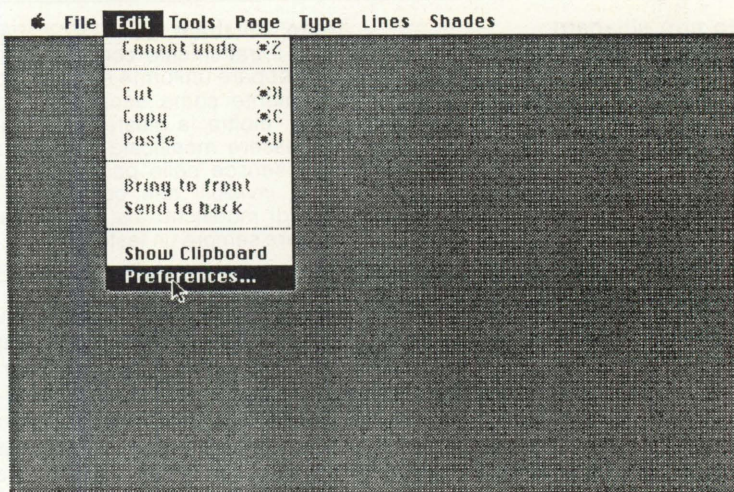 File Edit Tools Page Type Lines Shades
Cannot undo ⌘Z
Cut ⌘X
Copy ⌘C
Paste ⌘V
Bring to front
Send to back
Show Clipboard
Preferences...